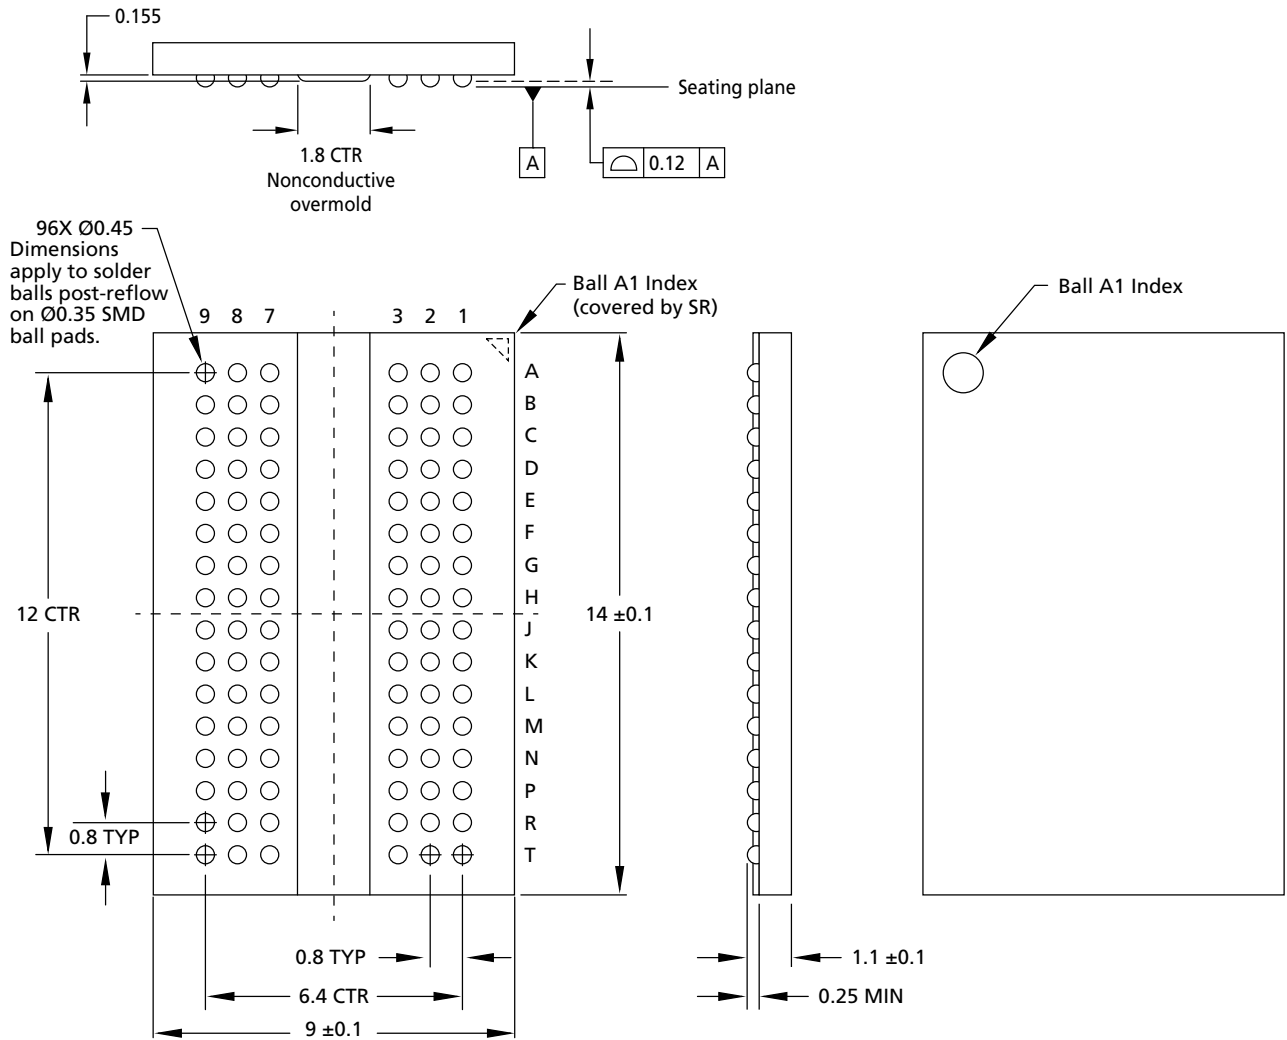 0.155
Seating plane
1.8 CTR
Nonconductive
overmold
A
0.12 A
96X Ø0.45
Dimensions
apply to solder
balls post-reflow
on Ø0.35 SMD
ball pads.
Ball A1 Index
(covered by SR)
Ball A1 Index
9 8 7 3 2 1
A
B
C
D
E
F
G
H
12 CTR
14 ±0.1
J
K
L
M
N
P
R
0.8 TYP
T
0.8 TYP
1.1 ±0.1
6.4 CTR
0.25 MIN
9 ±0.1